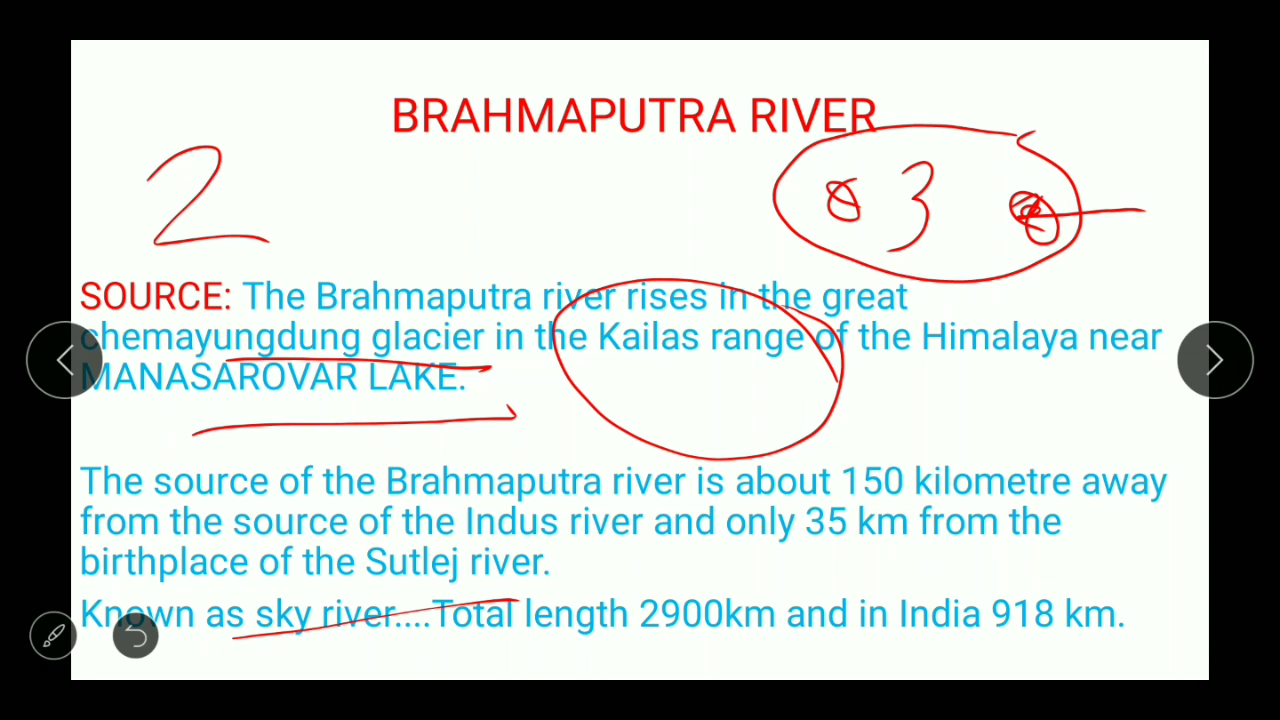 BRAHMAPUTRA RIVER
2
3
SOURCE: The Brahmaputra river rises in the great
chemayungdung glacier in the Kailas range of the Himalaya near
MANASAROVAR LAKE.
The source of the Brahmaputra river is about 150 kilometre away
from the source of the Indus river and only 35 km from the
birthplace of the Sutlej river.
Known as sky river....Total length 2900km and in India 918 km.